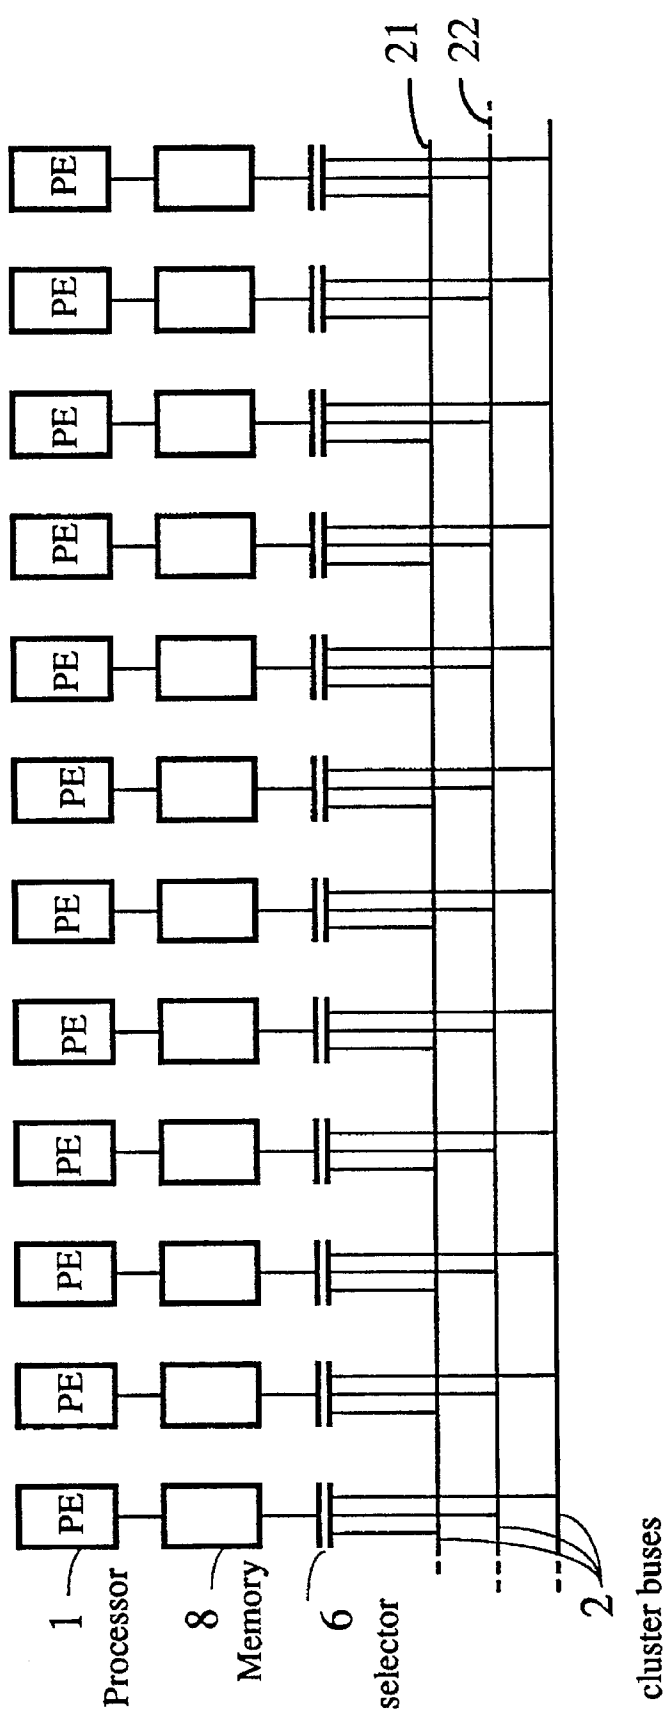 PE PE PE PE PE PE PE PE PE PE PE PE
1
Processor
8
Memory
6
selector
21
22
2
cluster buses